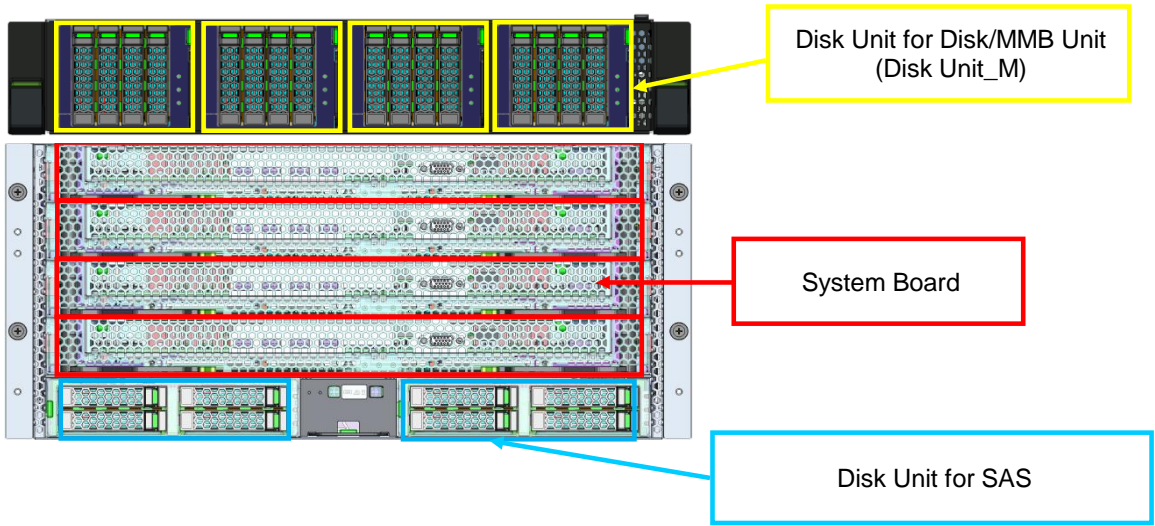 Disk Unit for Disk/MMB Unit
(Disk Unit_M)
System Board
Disk Unit for SAS